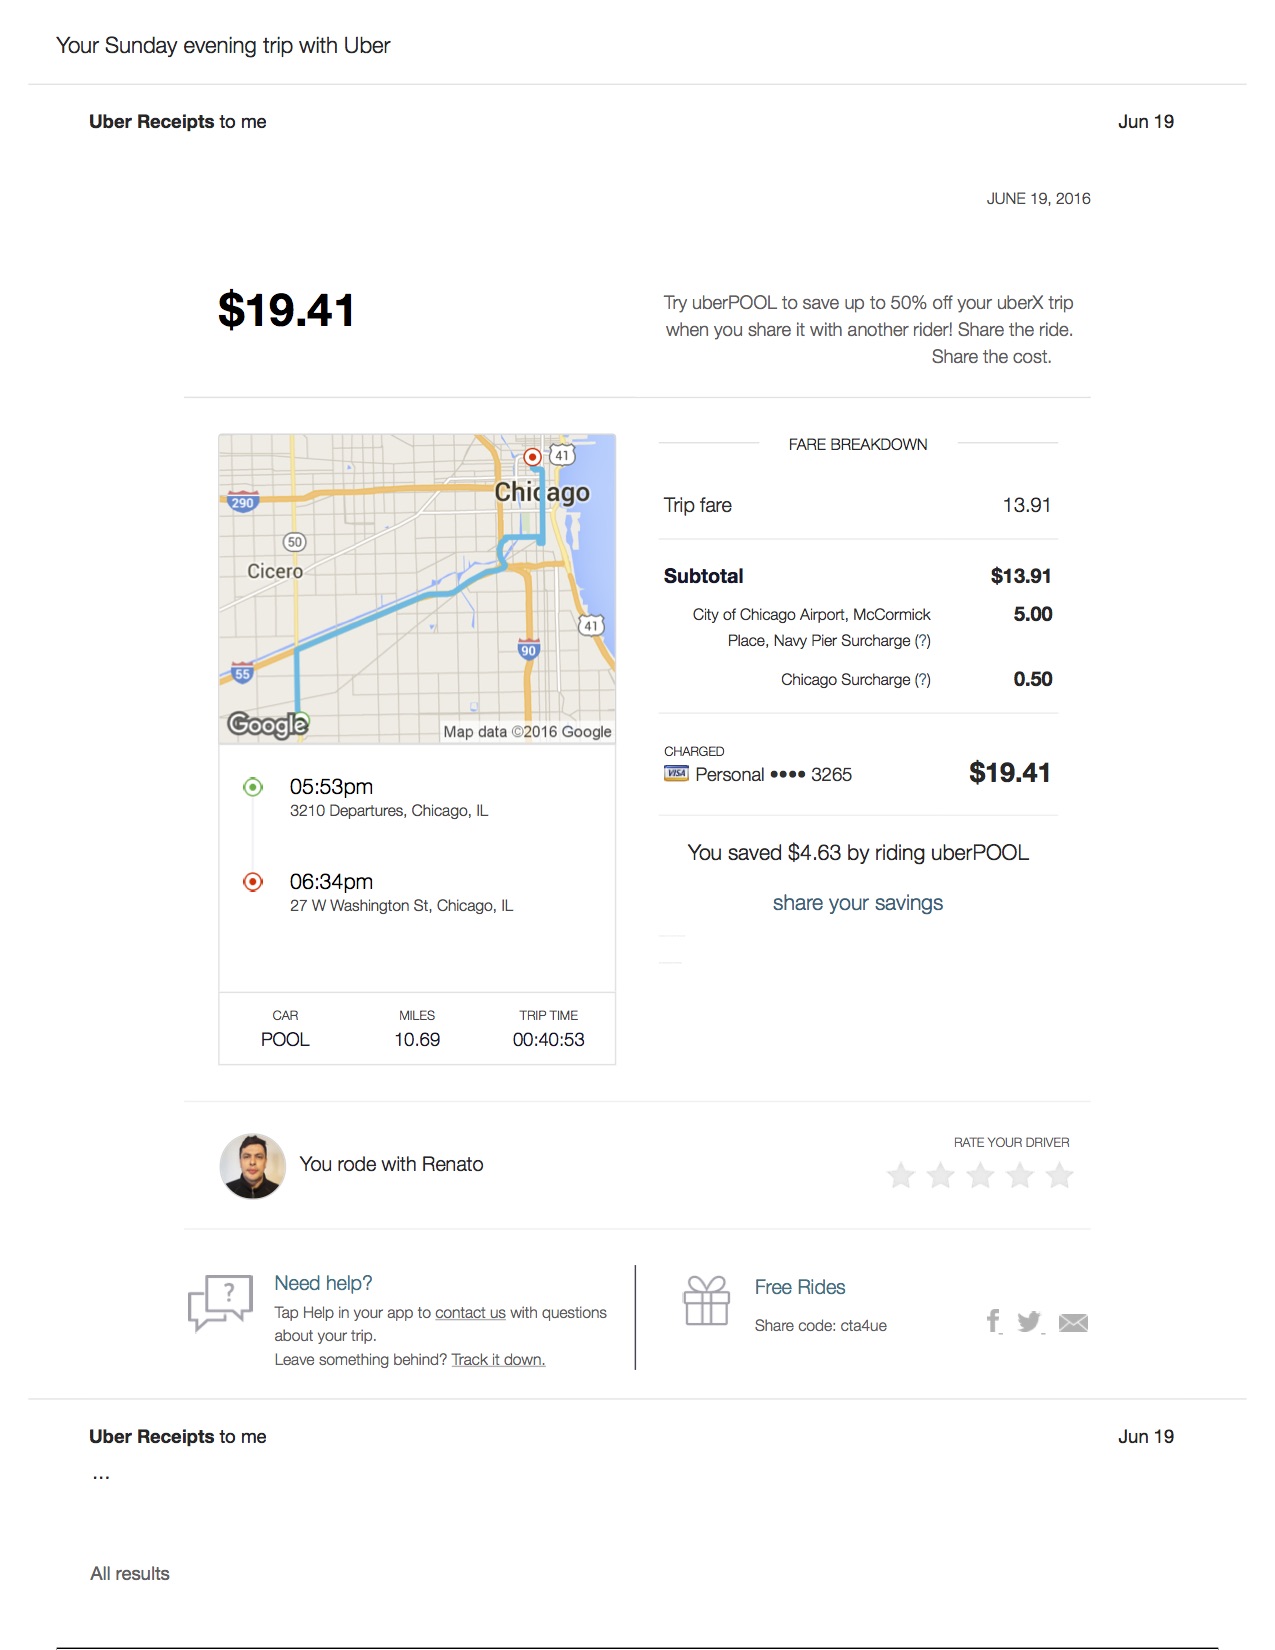 Your Sunday evening trip with Uber
Uber Receipts to me
Jun 19
JUNE 19, 2016
$19.41
Try uberPOOL to save up to 50% off your uberX trip
when you share it with another rider! Share the ride.
Share the cost.
41
Chicago
290
50
Cicero
41
90
55
Google
Map data ©2016 Google
05:53pm
3210 Departures, Chicago, IL
06:34pm
27 W Washington St, Chicago, IL
CAR
MILES
TRIP TIME
POOL
10.69
00:40:53
FARE BREAKDOWN
Trip fare 13.91
Subtotal $13.91
City of Chicago Airport, McCormick 5.00
Place, Navy Pier Surcharge (?)
Chicago Surcharge (?) 0.50
CHARGED
VISA Personal •••• 3265 $19.41
You saved $4.63 by riding uberPOOL
share your savings
You rode with Renato
RATE YOUR DRIVER
?
Need help?
Tap Help in your app to contact us with questions
about your trip.
Leave something behind? Track it down.
Free Rides
Share code: cta4ue
Uber Receipts to me
Jun 19
...
All results